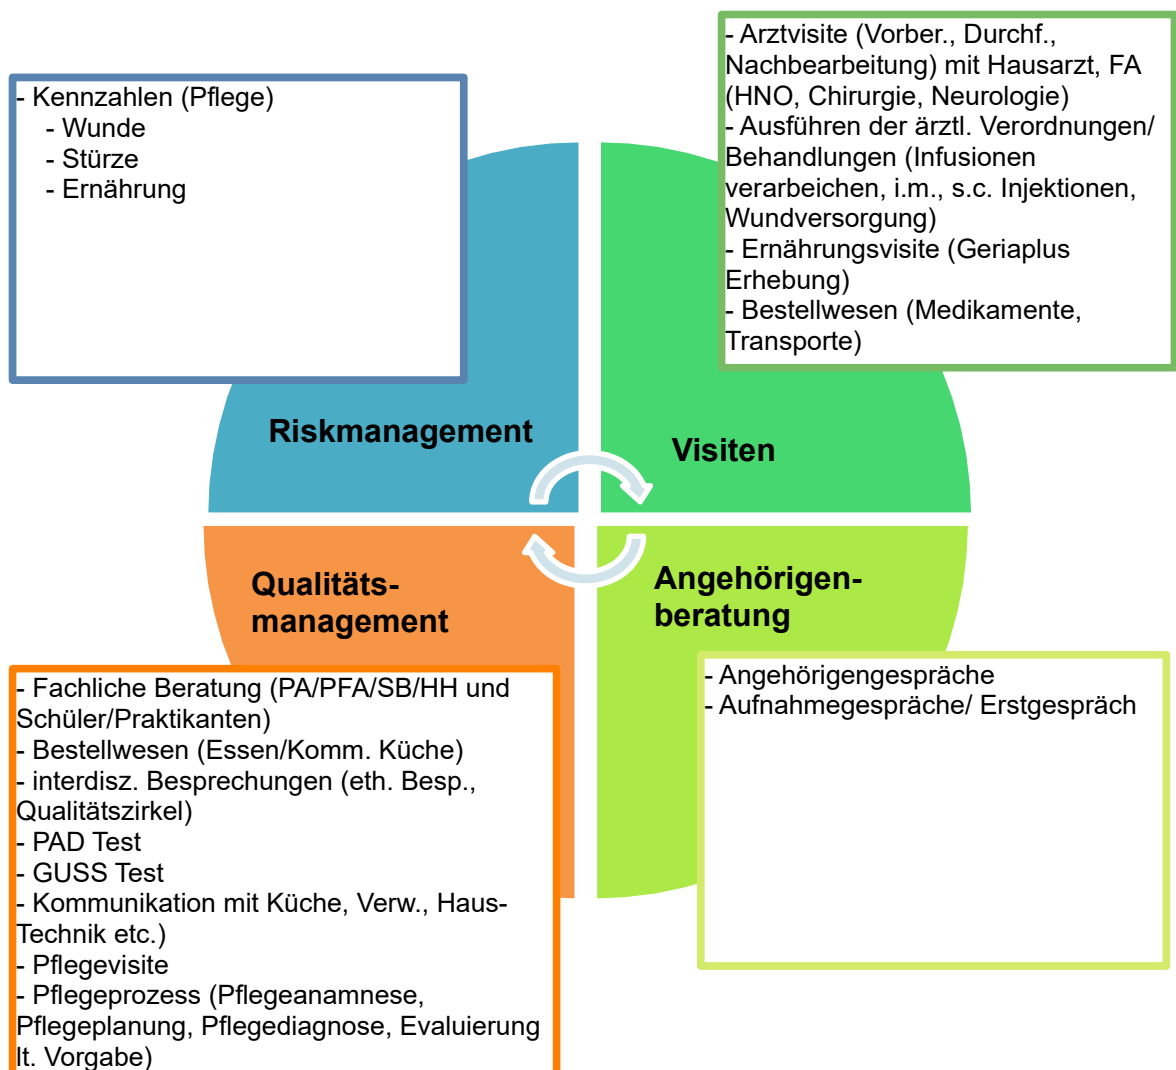 - Kennzahlen (Pflege)
- Wunde
- Stürze
- Ernährung
- Arztvisite (Vorber., Durchf.,
Nachbearbeitung) mit Hausarzt, FA
(HNO, Chirurgie, Neurologie)
- Ausführen der ärztl. Verordnungen/
Behandlungen (Infusionen
verarbeichen, i.m., s.c. Injektionen,
Wundversorgung)
- Ernährungsvisite (Geriaplus
Erhebung)
- Bestellwesen (Medikamente,
Transporte)
Riskmanagement
Visiten
Qualitäts-
management
Angehörigen-
beratung
- Fachliche Beratung (PA/PFA/SB/HH und
Schüler/Praktikanten)
- Bestellwesen (Essen/Komm. Küche)
- interdisz. Besprechungen (eth. Besp.,
Qualitätszirkel)
- PAD Test
- GUSS Test
- Kommunikation mit Küche, Verw., Haus-
Technik etc.)
- Pflegevisite
- Pflegeprozess (Pflegeanamnese,
Pflegeplanung, Pflegediagnose, Evaluierung
lt. Vorgabe)
- Angehörigengespräche
- Aufnahmegespräche/ Erstgespräch